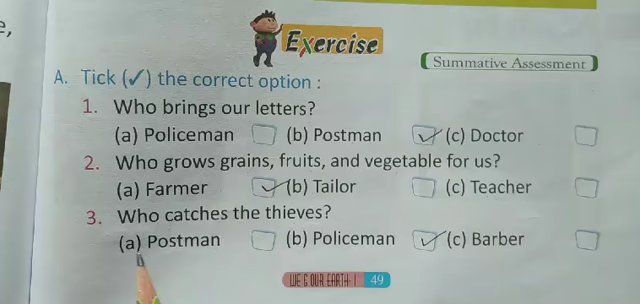 e,
Exercise
Summative Assessment
A. Tick (✓) the correct option :
1. Who brings our letters?
(a) Policeman ☐ (b) Postman ☑ (c) Doctor ☐
2. Who grows grains, fruits, and vegetable for us?
(a) Farmer ☑ (b) Tailor ☐ (c) Teacher ☐
3. Who catches the thieves?
(a) Postman ☐ (b) Policeman ☑ (c) Barber ☐
WE & OUR EARTH-1 49